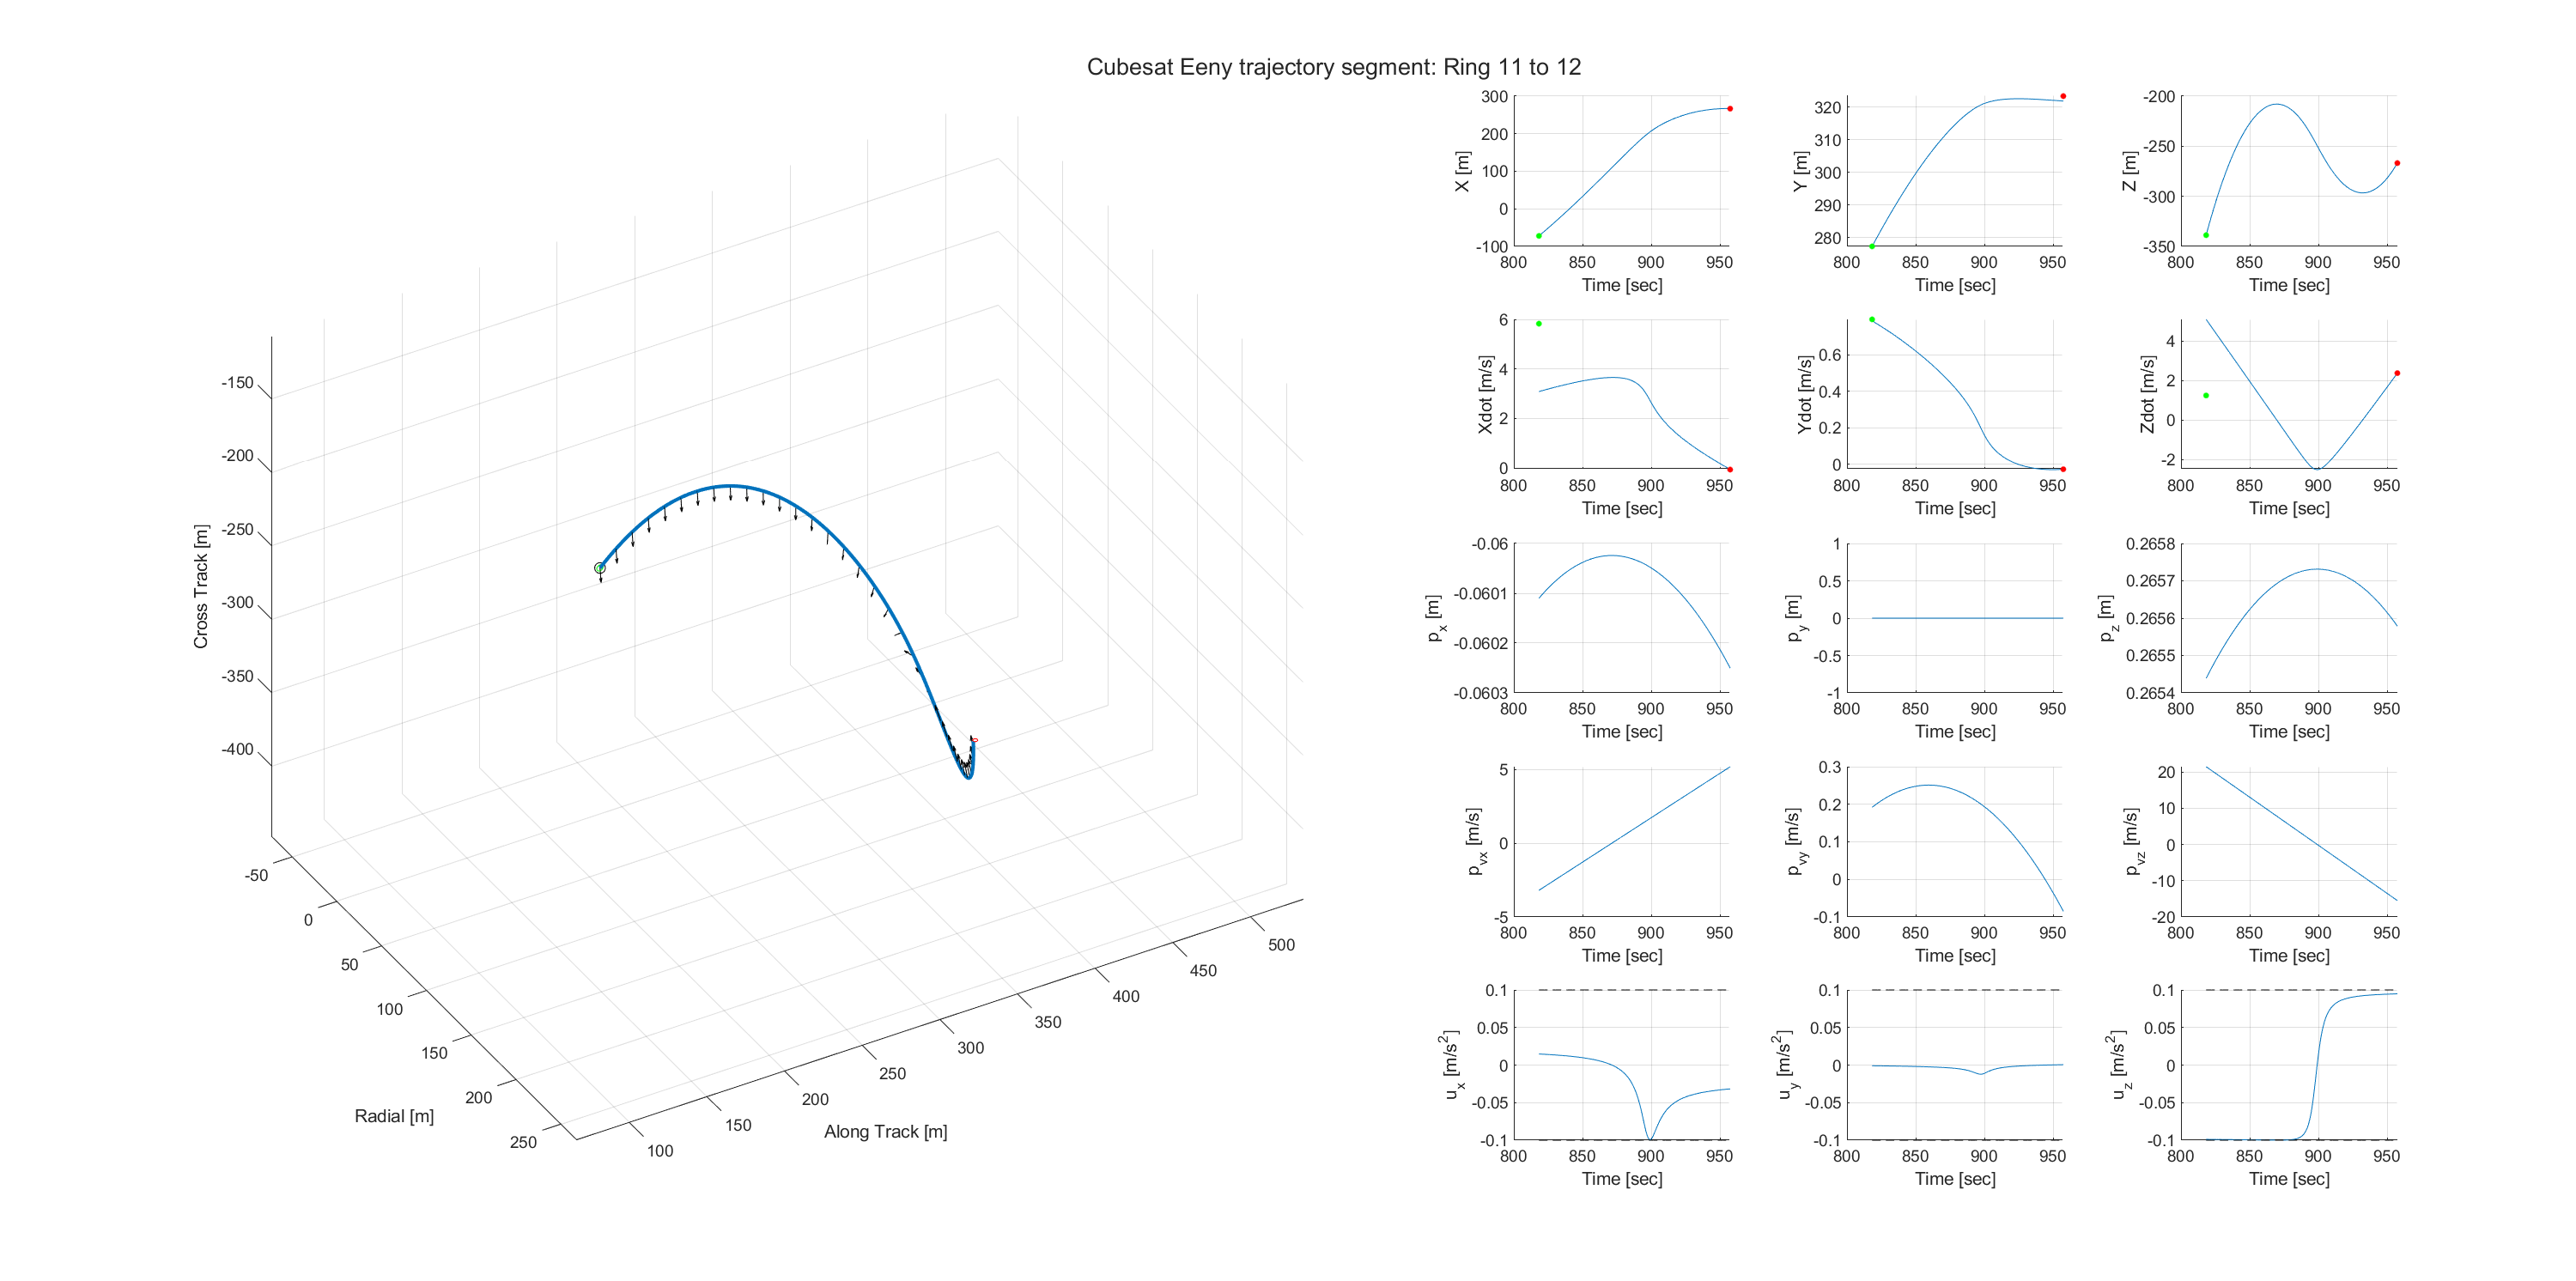 Cubesat Eeny trajectory segment: Ring 11 to 12
-150
-200
-250
-300
-350
-400
Cross Track [m]
-50
0
50
100
150
200
250
Radial [m]
100
150
200
250
300
350
400
450
500
Along Track [m]
300
200
100
0
-100
X [m]
800 850 900 950
Time [sec]
320
310
300
290
280
Y [m]
800 850 900 950
Time [sec]
-200
-250
-300
-350
Z [m]
800 850 900 950
Time [sec]
6
4
2
0
Xdot [m/s]
800 850 900 950
Time [sec]
0.6
0.4
0.2
0
Ydot [m/s]
800 850 900 950
Time [sec]
4
2
0
-2
Zdot [m/s]
800 850 900 950
Time [sec]
-0.06
-0.0601
-0.0602
-0.0603
p_x [m]
800 850 900 950
Time [sec]
1
0.5
0
-0.5
-1
p_y [m]
800 850 900 950
Time [sec]
0.2658
0.2657
0.2656
0.2655
0.2654
p_z [m]
800 850 900 950
Time [sec]
5
0
-5
p_vx [m/s]
800 850 900 950
Time [sec]
0.3
0.2
0.1
0
-0.1
p_vy [m/s]
800 850 900 950
Time [sec]
20
10
0
-10
-20
p_vz [m/s]
800 850 900 950
Time [sec]
0.1
0.05
0
-0.05
-0.1
u_x [m/s²]
800 850 900 950
Time [sec]
0.1
0.05
0
-0.05
-0.1
u_y [m/s²]
800 850 900 950
Time [sec]
0.1
0.05
0
-0.05
-0.1
u_z [m/s²]
800 850 900 950
Time [sec]